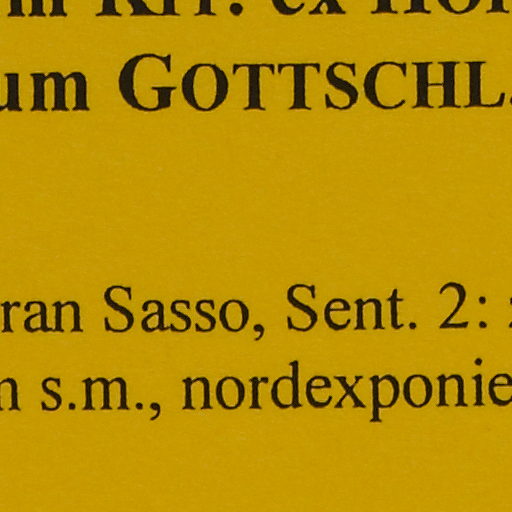 um GOTTSCHL
ran Sasso, Sent. 2:
s.m., nordexponie